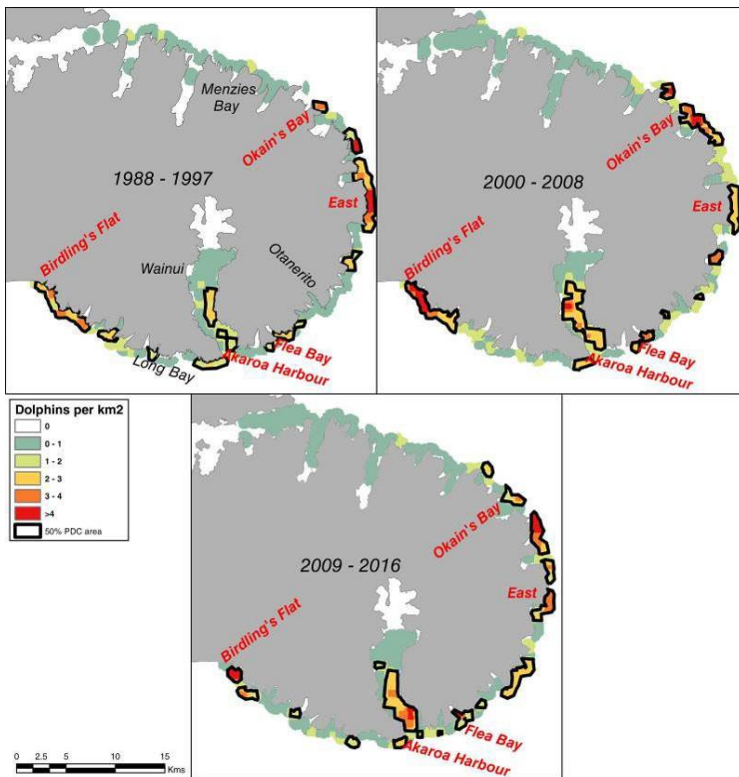 Menzies
Bay
Okain's Bay
1988 - 1997
East
Birdling's Flat
Wainui
Otanerito
Long Bay
Flea Bay
Akaroa Harbour
Okain's Bay
2000 - 2008
East
Birdling's Flat
Flea Bay
Akaroa Harbour
Dolphins per km2
0
0 - 1
1 - 2
2 - 3
3 - 4
>4
50% PDC area
Okain's Bay
2009 - 2016
East
Birdling's Flat
Flea Bay
Akaroa Harbour
0 2.5 5 10 15
Kms